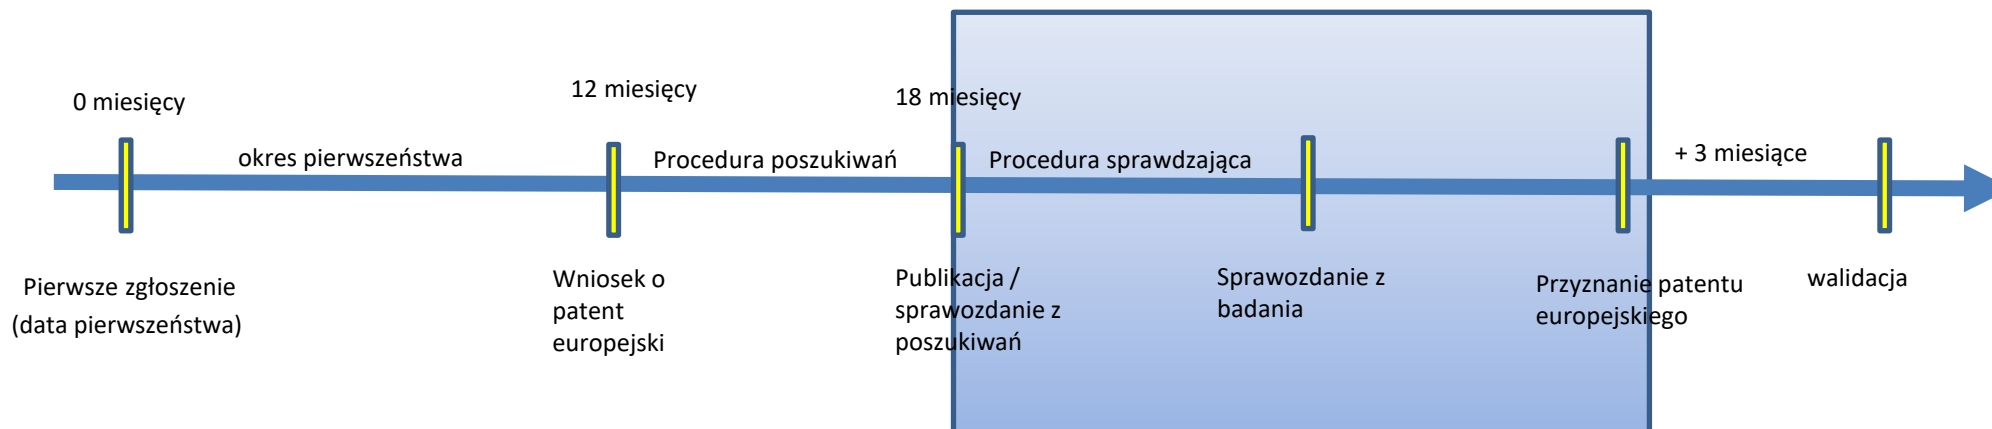 0 miesięcy
12 miesięcy
18 miesięcy
okres pierwszeństwa
Procedura poszukiwań
Procedura sprawdzająca
+ 3 miesiące
Pierwsze zgłoszenie
(data pierwszeństwa)
Wniosek o
patent
europejski
Publikacja /
sprawozdanie z
poszukiwań
Sprawozdanie z
badania
Przyznanie patentu
europejskiego
walidacja